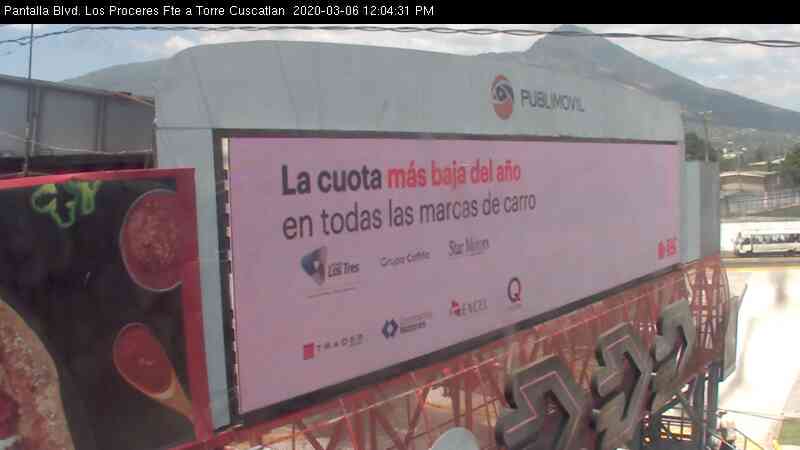 Pantalla Blvd. Los Proceres Fte a Torre Cuscatlan 2020-03-06 12:04:31 PM
PUBLIMOVIL
La cuota más baja del año
en todas las marcas de carro
Los Tres
Grupo
Star Motors
TRADER
EXCEL
Q